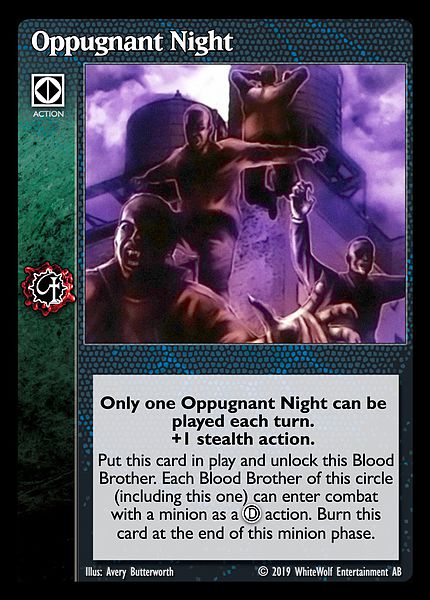 Oppugnant Night
ACTION
Only one Oppugnant Night can be
played each turn.
+1 stealth action.
Put this card in play and unlock this Blood
Brother. Each Blood Brother of this circle
(including this one) can enter combat
with a minion as a Ⓓ action. Burn this
card at the end of this minion phase.
Illus: Avery Butterworth
© 2019 WhiteWolf Entertainment AB